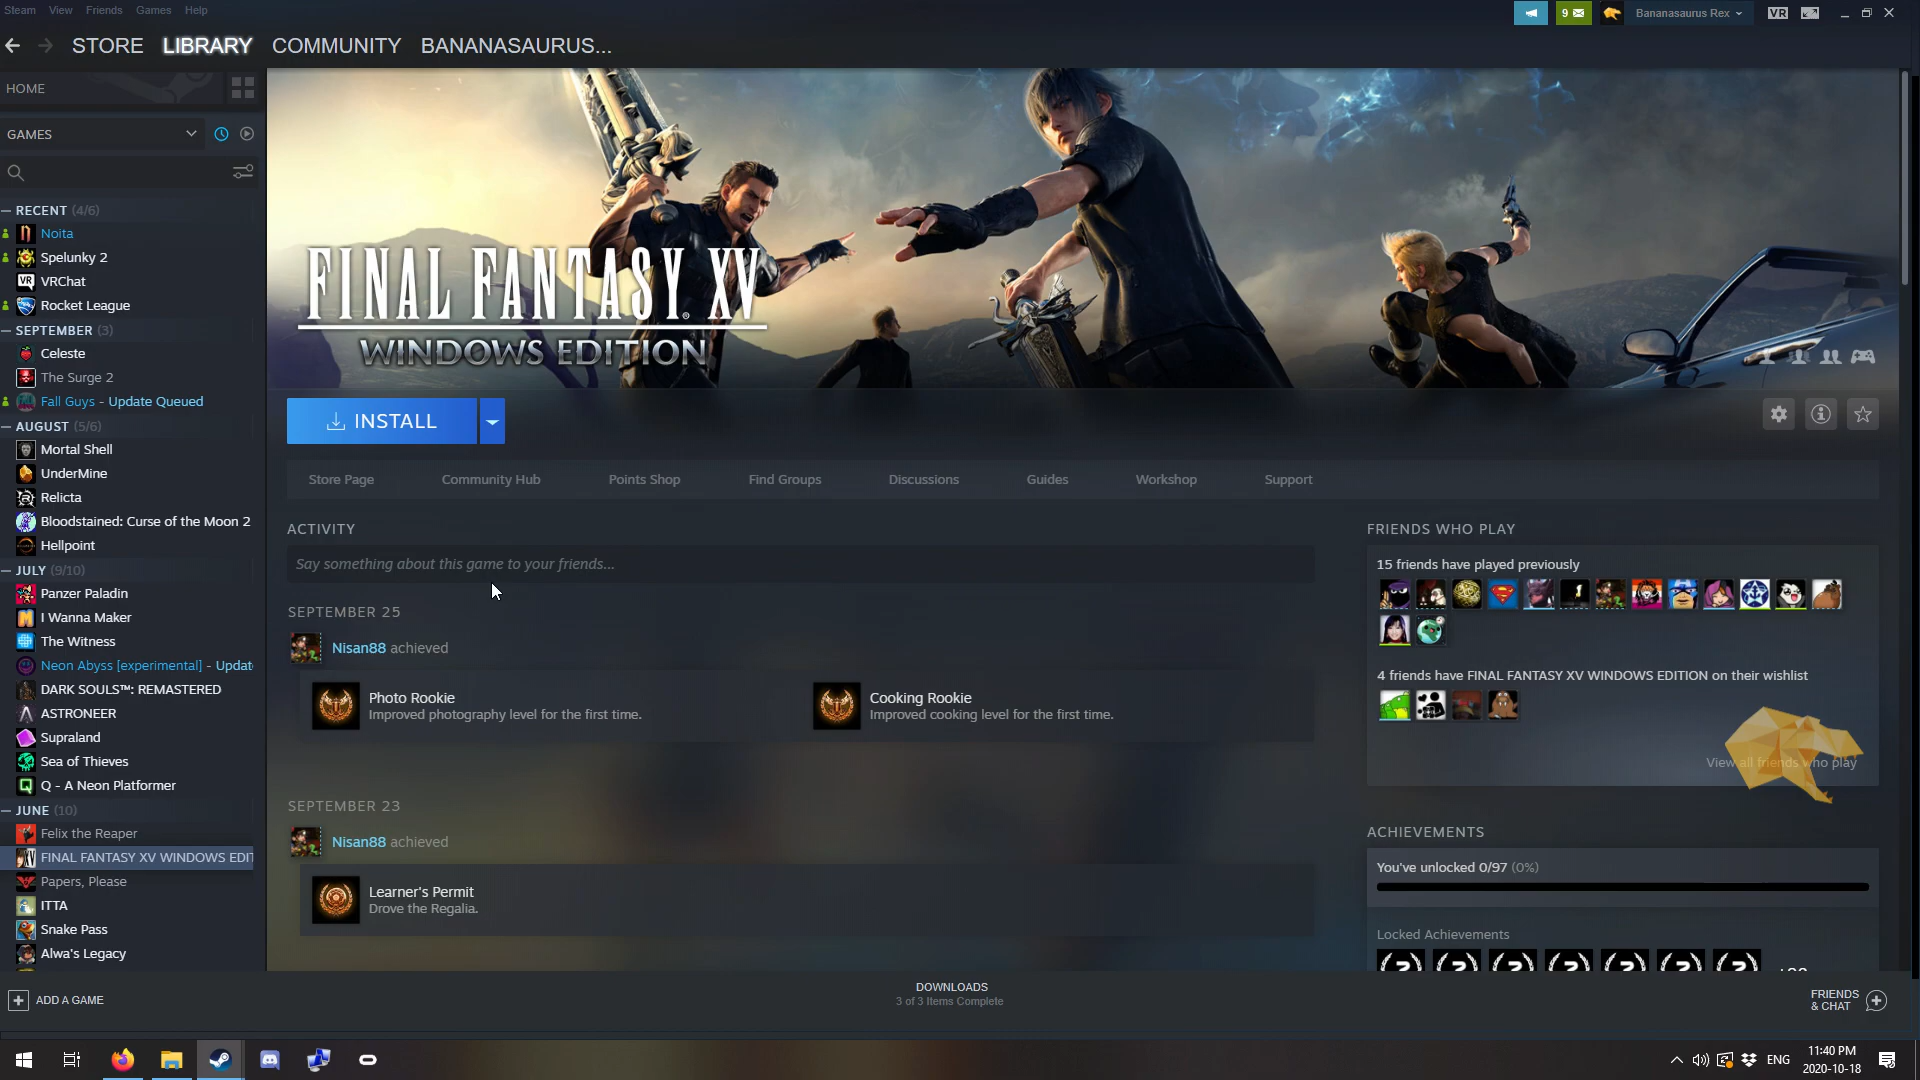 Steam View Friends Games Help
9
Bananasaurus Rex
VR
STORE LIBRARY COMMUNITY BANANASAURUS...
HOME
GAMES
RECENT (4/6)
Noita
Spelunky 2
VRChat
Rocket League
SEPTEMBER (3)
Celeste
The Surge 2
Fall Guys - Update Queued
AUGUST (5/6)
Mortal Shell
UnderMine
Relicta
Bloodstained: Curse of the Moon 2
Hellpoint
JULY (9/10)
Panzer Paladin
I Wanna Maker
The Witness
Neon Abyss [experimental] - Updat
DARK SOULS™: REMASTERED
ASTRONEER
Supraland
Sea of Thieves
Q - A Neon Platformer
JUNE (10)
Felix the Reaper
FINAL FANTASY XV WINDOWS EDIT
Papers, Please
ITTA
Snake Pass
Alwa's Legacy
FINAL FANTASY® XV
WINDOWS EDITION
INSTALL
Store Page Community Hub Points Shop Find Groups Discussions Guides Workshop Support
ACTIVITY
Say something about this game to your friends...
SEPTEMBER 25
Nisan88 achieved
Photo Rookie
Improved photography level for the first time.
Cooking Rookie
Improved cooking level for the first time.
SEPTEMBER 23
Nisan88 achieved
Learner's Permit
Drove the Regalia.
FRIENDS WHO PLAY
15 friends have played previously
4 friends have FINAL FANTASY XV WINDOWS EDITION on their wishlist
View all friends who play
ACHIEVEMENTS
You've unlocked 0/97 (0%)
Locked Achievements
ADD A GAME
DOWNLOADS
3 of 3 Items Complete
FRIENDS
& CHAT
ENG
11:40 PM
2020-10-18